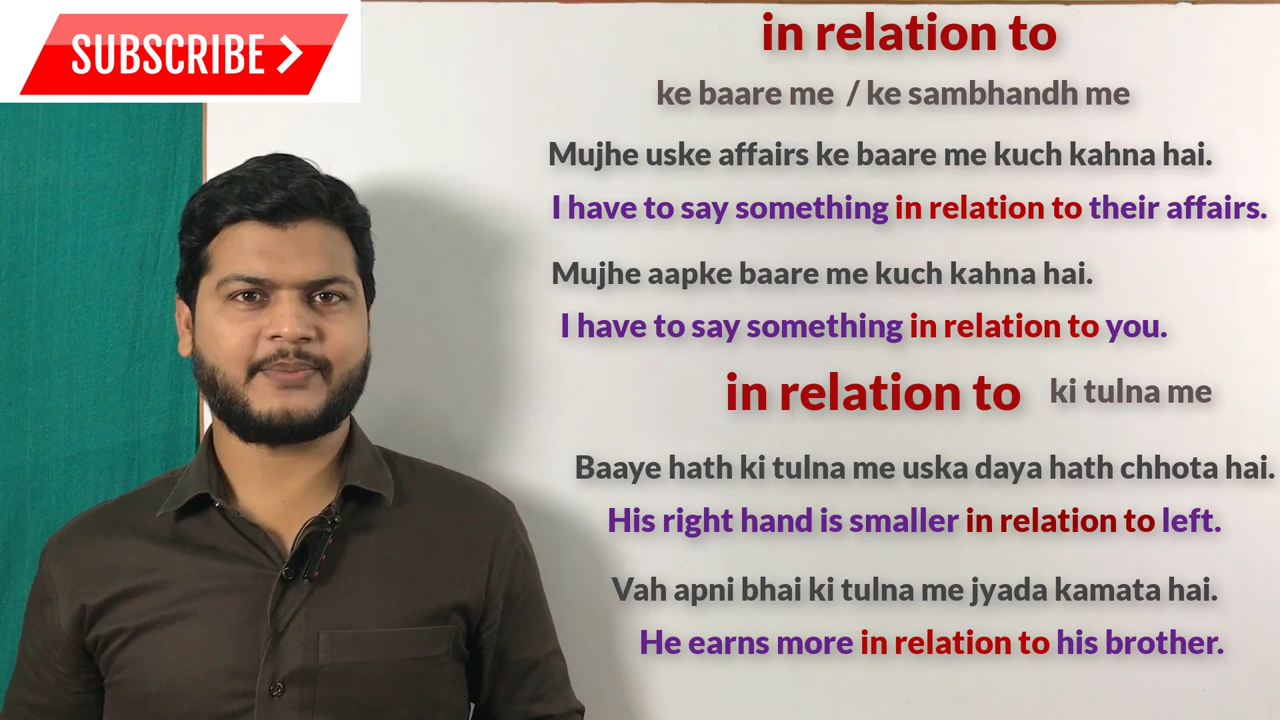 SUBSCRIBE
in relation to
ke baare me / ke sambhandh me
Mujhe uske affairs ke baare me kuch kahna hai.
I have to say something in relation to their affairs.
Mujhe aapke baare me kuch kahna hai.
I have to say something in relation to you.
in relation to ki tulna me
Baaye hath ki tulna me uska daya hath chhota hai.
His right hand is smaller in relation to left.
Vah apni bhai ki tulna me jyada kamata hai.
He earns more in relation to his brother.